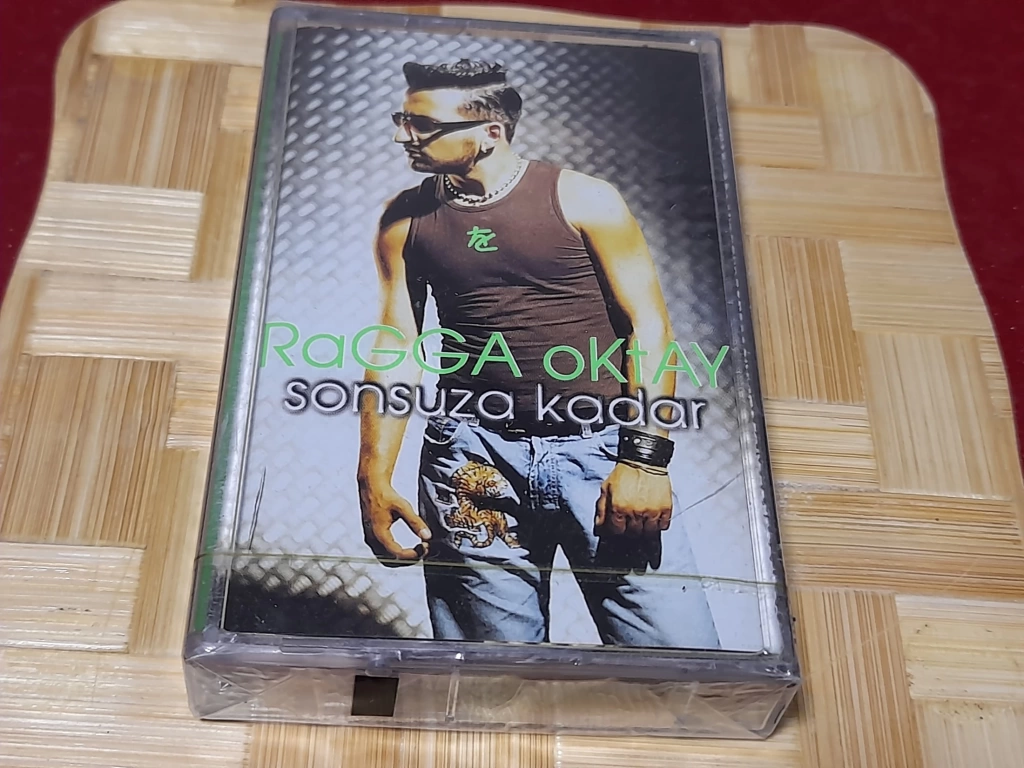 を
RaGGA oKtAY
sonsuza kadar